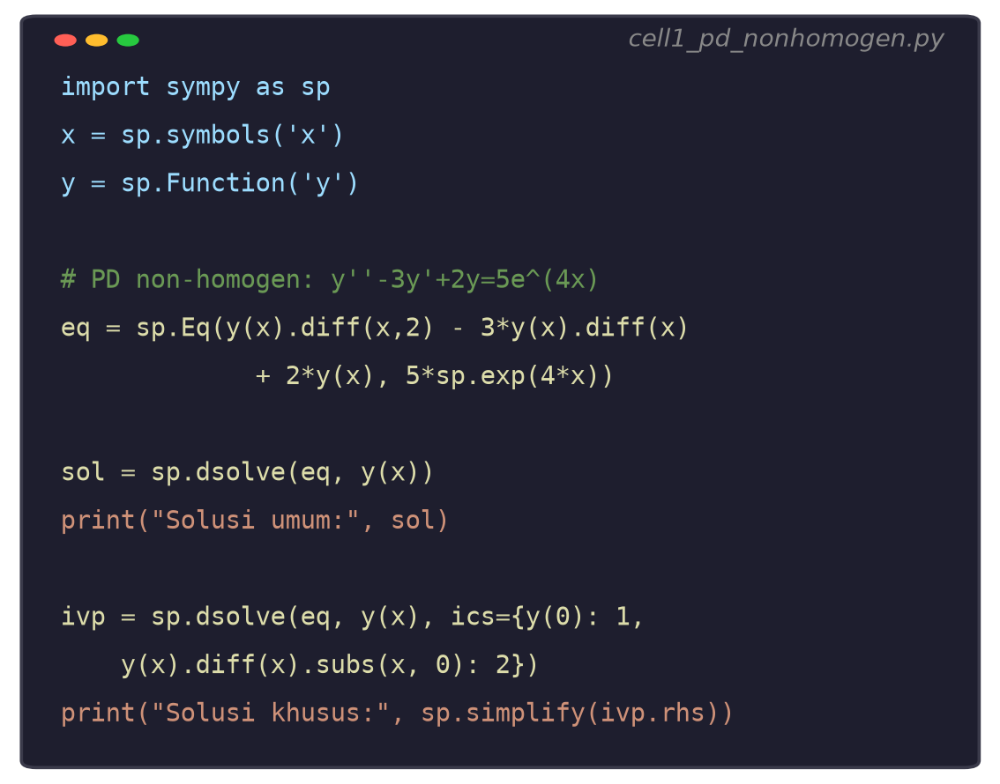 cell1_pd_nonhomogen.py
import sympy as sp
x = sp.symbols('x')
y = sp.Function('y')
# PD non-homogen: y''-3y'+2y=5e^(4x)
eq = sp.Eq(y(x).diff(x,2) - 3*y(x).diff(x)
             + 2*y(x), 5*sp.exp(4*x))
sol = sp.dsolve(eq, y(x))
print("Solusi umum:", sol)
ivp = sp.dsolve(eq, y(x), ics={y(0): 1,
    y(x).diff(x).subs(x, 0): 2})
print("Solusi khusus:", sp.simplify(ivp.rhs))